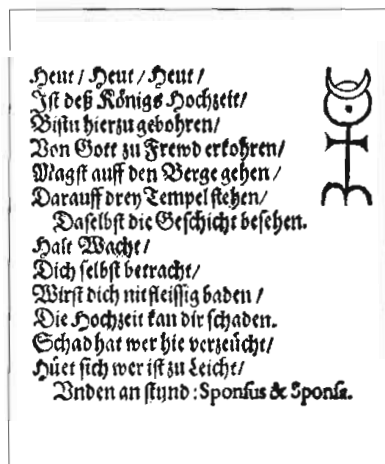 Heut / Heut / Heut /
Ist deß Königs Hochzeit /
Bistu hierzu gebohren /
Von Gott zu Frewd erkohren /
Magst auff den Berge gehen /
Darauff drey Tempel stehen /
Daselbst die Geschicht besehen.
Halt Wacht /
Dich selbst betracht /
Wirst dich nit fleissig baden /
Die Hochzeit kan dir schaden.
Schad hat wer hie verzeücht /
Hüet sich wer ist zu Leicht /
Vnden an stund : Sponsus & Sponsa.